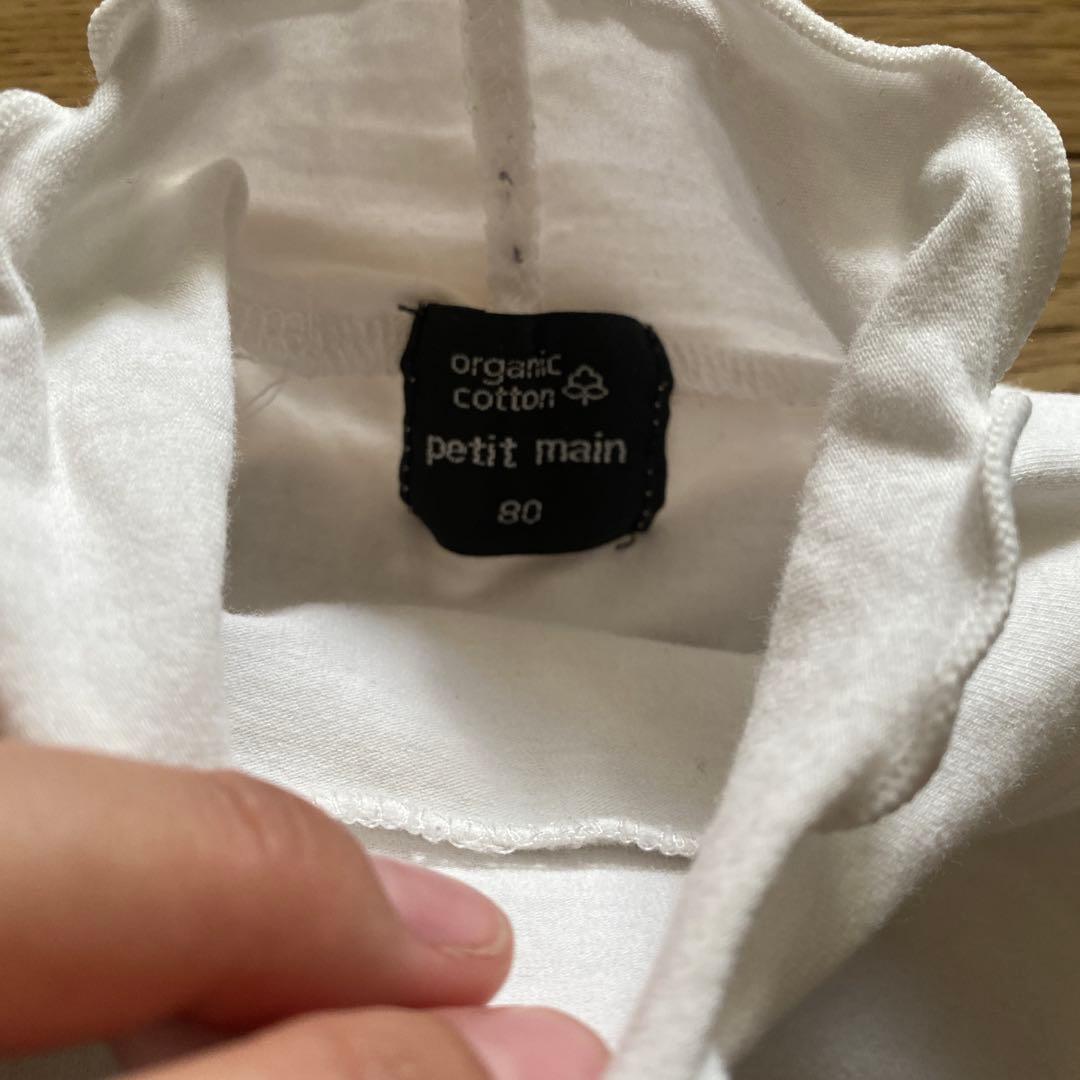 organic
cotton
petit main
80